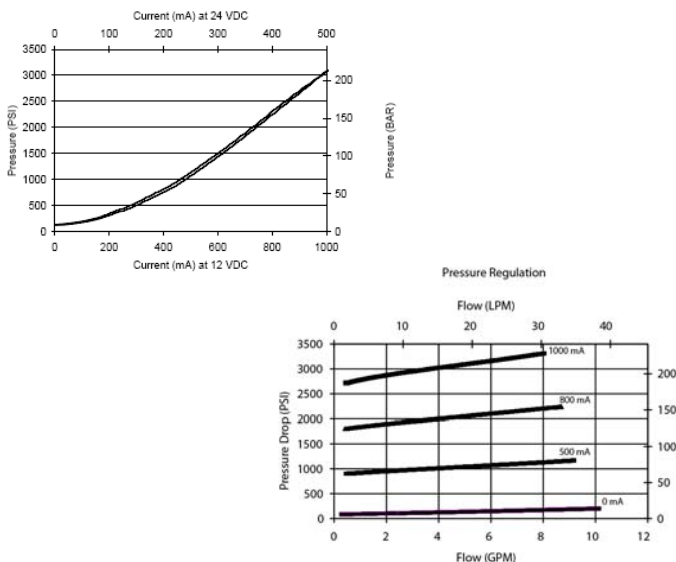 Current (mA) at 24 VDC
0 100 200 300 400 500
3500
3000
2500
2000
1500
1000
500
0
Pressure (PSI)
200
150
100
50
0
Pressure (BAR)
0 200 400 600 800 1000
Current (mA) at 12 VDC
Pressure Regulation
Flow (LPM)
0 10 20 30 40
3500
3000
2500
2000
1500
1000
500
0
Pressure Drop (PSI)
1000 mA
800 mA
500 mA
0 mA
200
150
100
50
0
0 2 4 6 8 10 12
Flow (GPM)